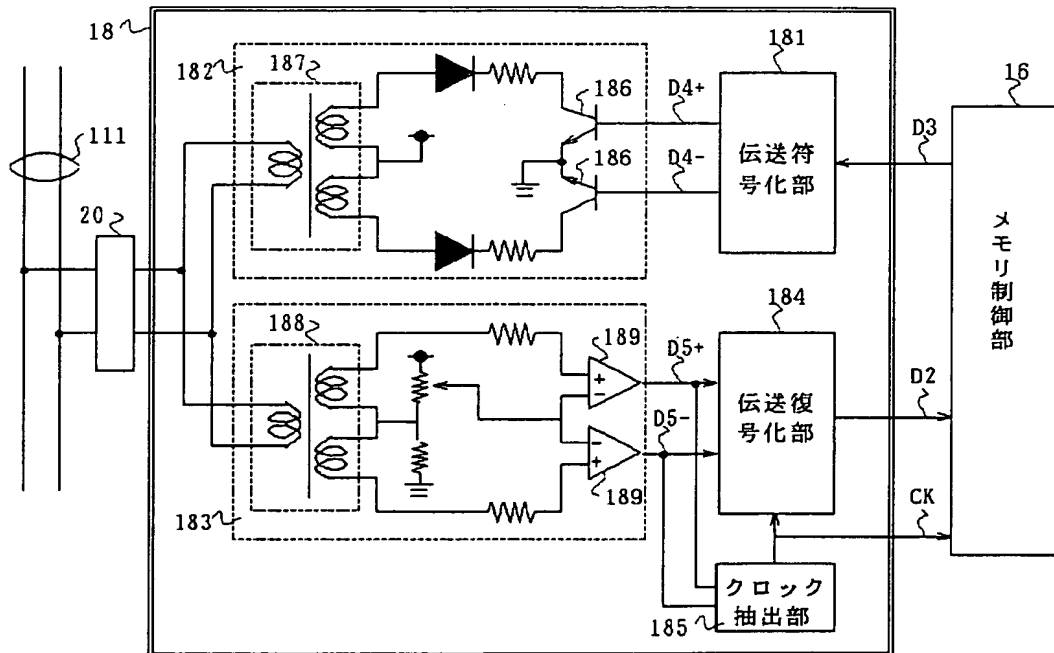 18
182
187
186
D4+
181
伝送符
号化部
D3
16
111
186
D4-
20
メモリ制御部
188
189
D5+
184
伝送復
号化部
D2
D5-
189
183
CK
クロック
抽出部
185